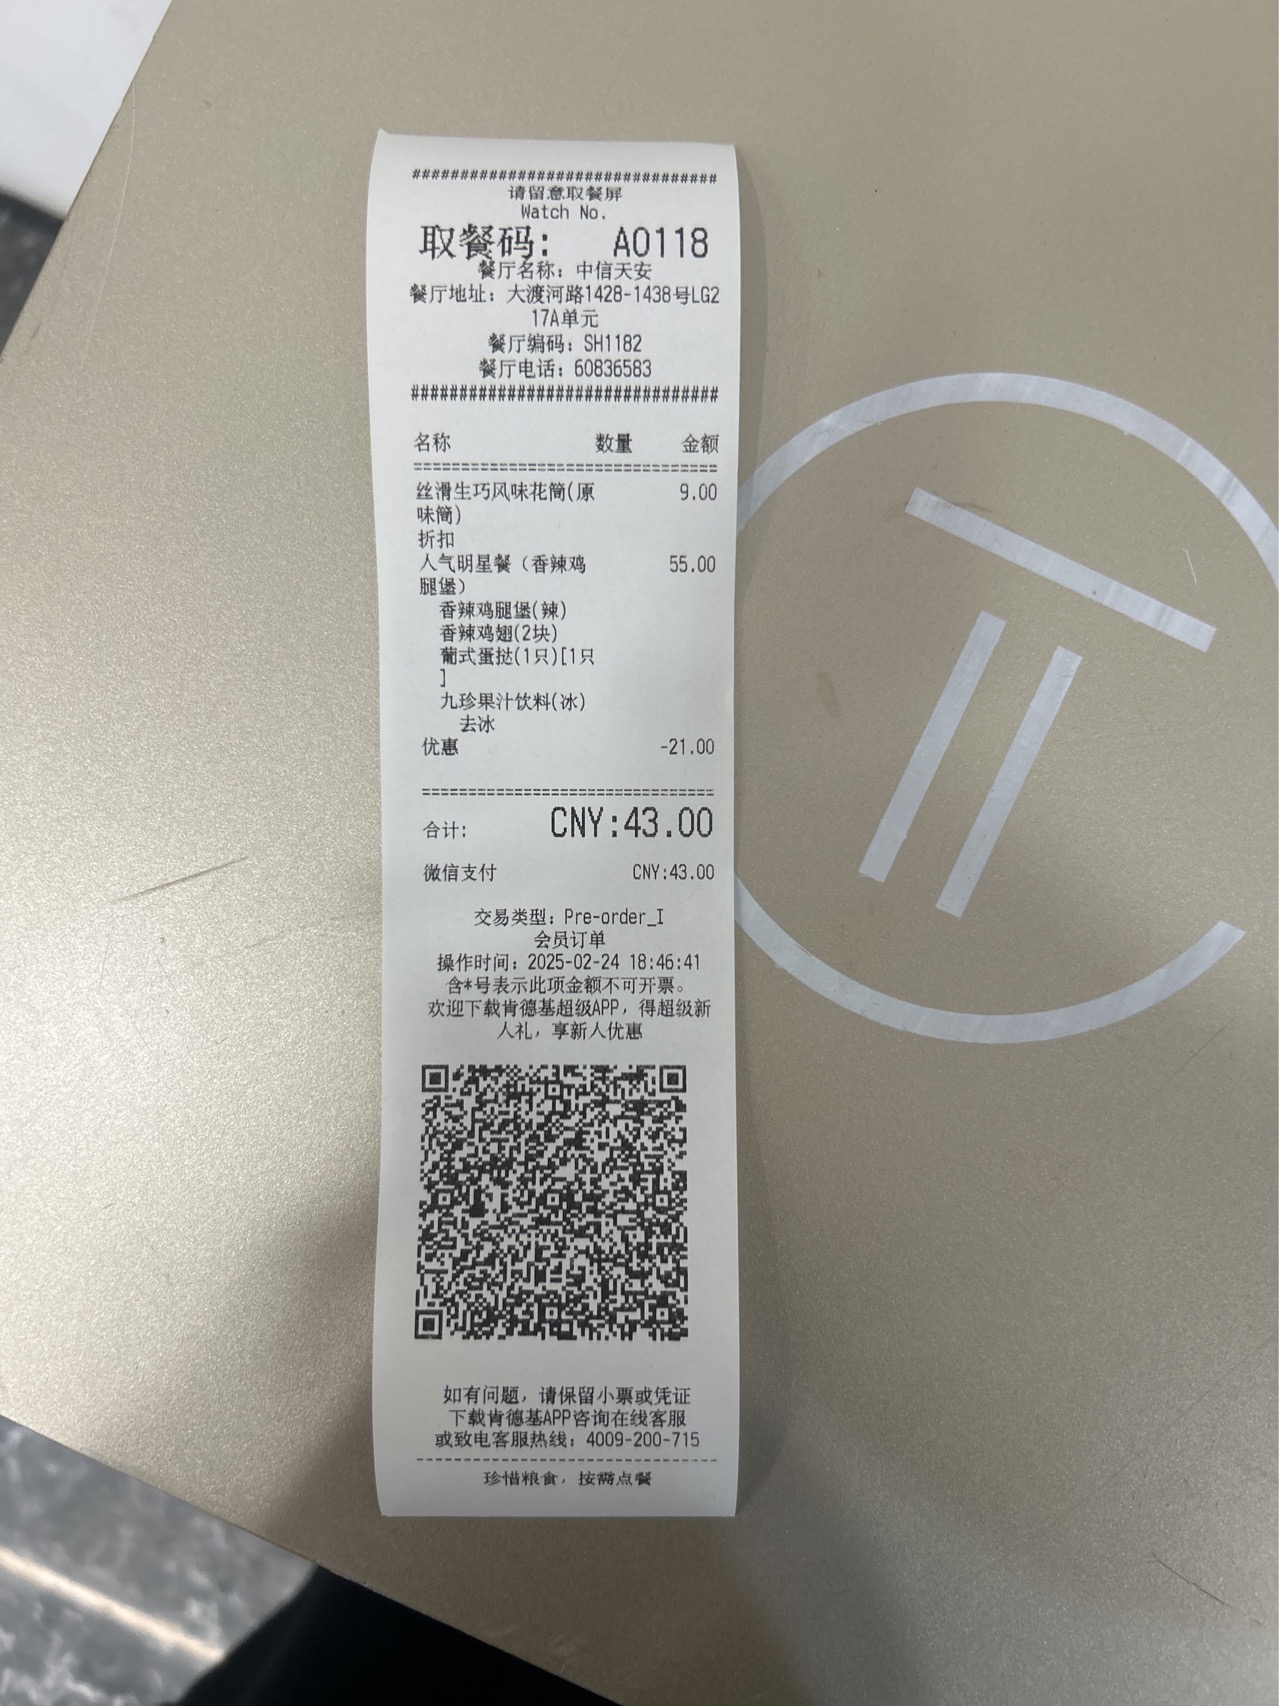 ################################
请留意取餐屏
Watch No.
取餐码: A0118
餐厅名称: 中信天安
餐厅地址: 大渡河路1428-1438号LG2
17A单元
餐厅编码: SH1182
餐厅电话: 60836583
################################
名称 数量 金额
================================
丝滑生巧风味花筒(原 9.00
味筒)
折扣
人气明星餐（香辣鸡 55.00
腿堡）
香辣鸡腿堡(辣)
香辣鸡翅(2块)
葡式蛋挞(1只)[1只
]
九珍果汁饮料(冰)
去冰
优惠 -21.00
================================
合计: CNY:43.00
微信支付 CNY:43.00
交易类型: Pre-order_I
会员订单
操作时间: 2025-02-24 18:46:41
含*号表示此项金额不可开票。
欢迎下载肯德基超级APP，得超级新
人礼，享新人优惠
如有问题，请保留小票或凭证
下载肯德基APP咨询在线客服
或致电客服热线: 4009-200-715
--------------------------------
珍惜粮食，按需点餐